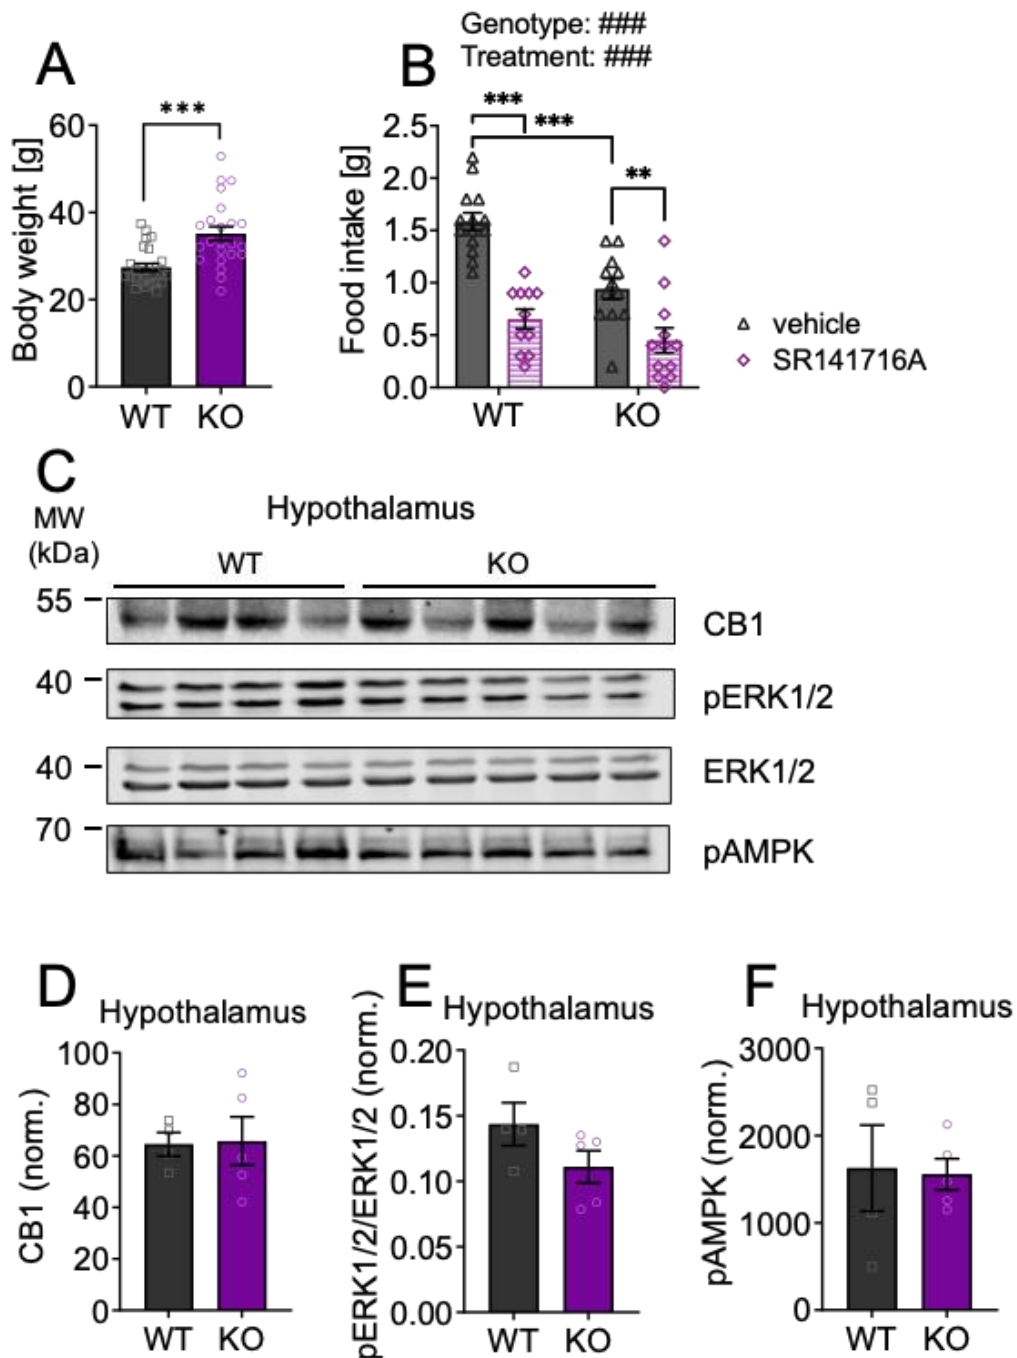 A
Body weight [g]
60
40
20
0
***
WT KO
B
Genotype: ###
Treatment: ###
Food intake [g]
2.5
2.0
1.5
1.0
0.5
0.0
***
***
**
WT KO
vehicle
SR141716A
C
MW
(kDa)
Hypothalamus
WT KO
55
CB1
40
pERK1/2
40
ERK1/2
70
pAMPK
D
Hypothalamus
CB1 (norm.)
100
80
60
40
20
0
WT KO
E
Hypothalamus
pERK1/2/ERK1/2 (norm.)
0.20
0.15
0.10
0.05
0.00
WT KO
F
Hypothalamus
pAMPK (norm.)
3000
2000
1000
0
WT KO